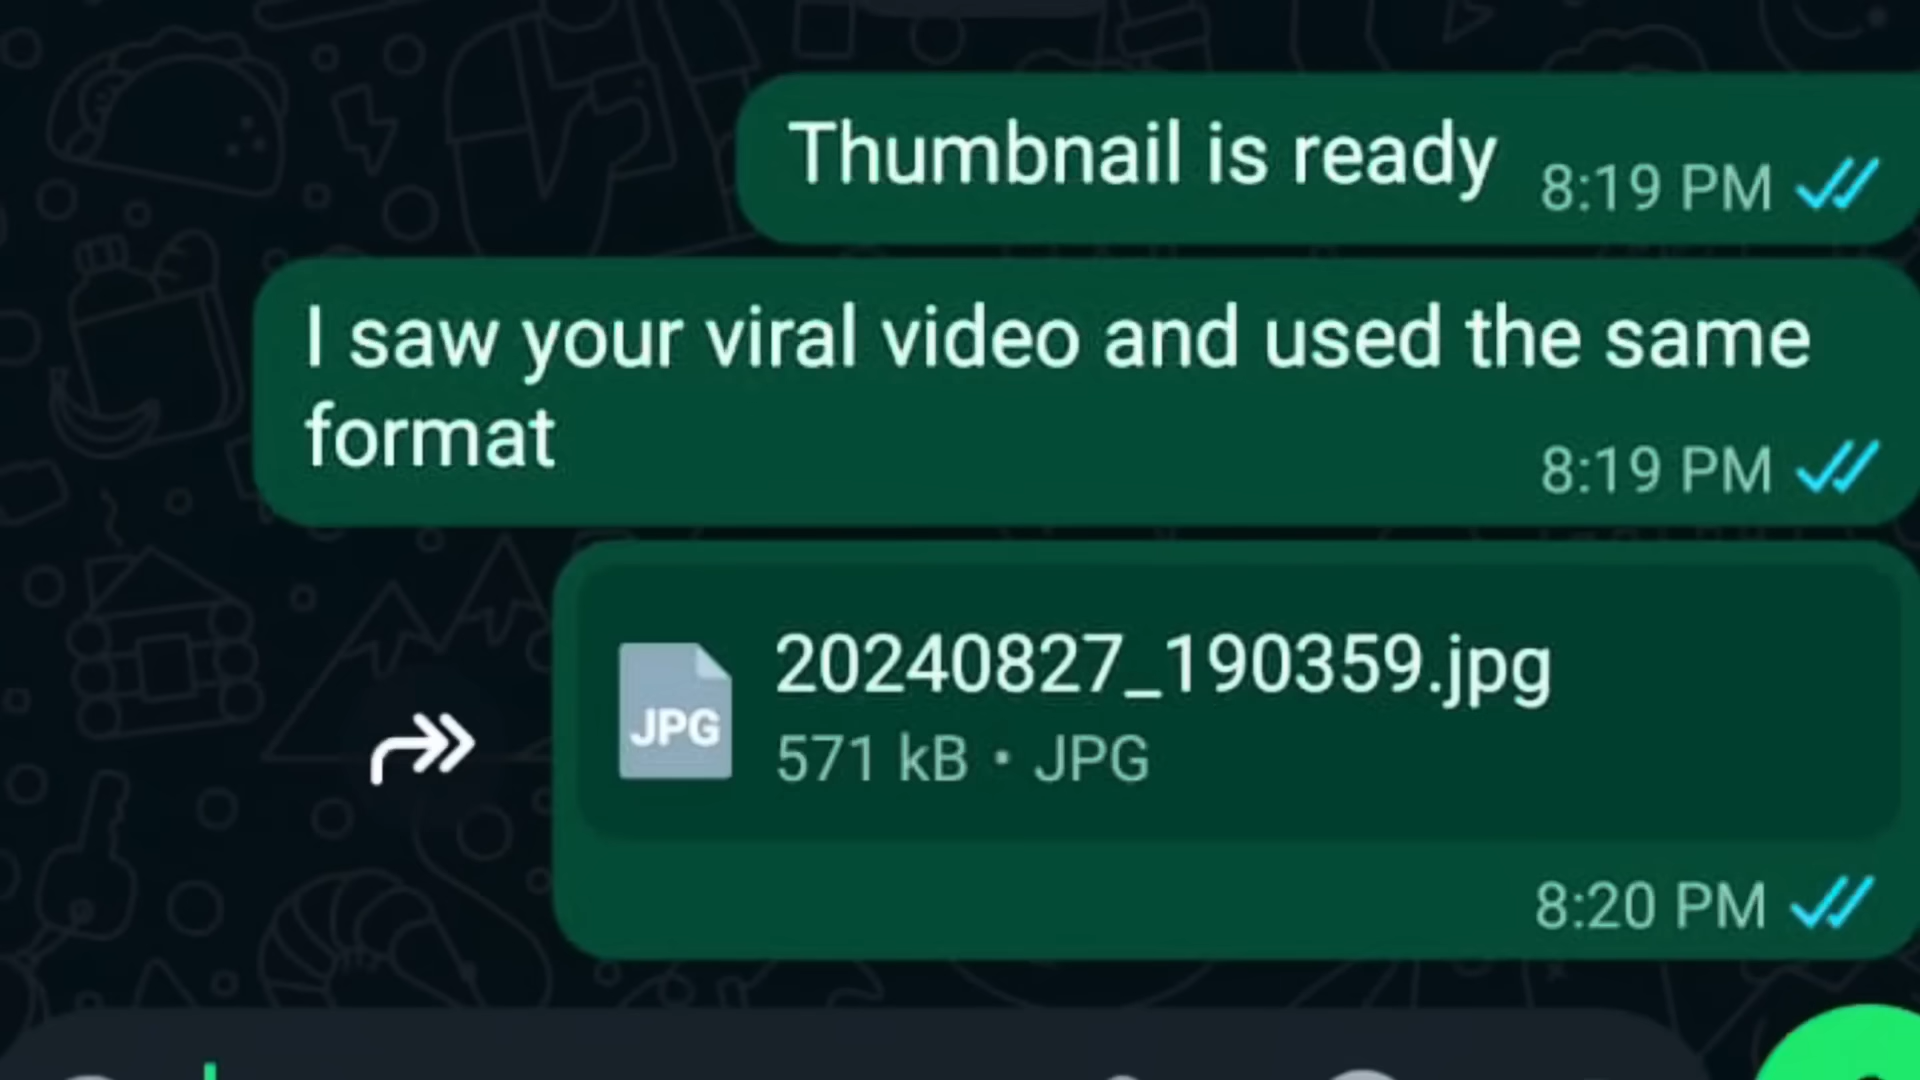 Thumbnail is ready
8:19 PM
I saw your viral video and used the same
format
8:19 PM
20240827_190359.jpg
JPG
571 kB • JPG
8:20 PM